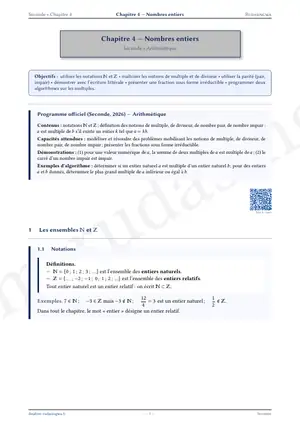 Seconde • Chapitre 4
Chapitre 4 — Nombres entiers
Chapitre 4 — Nombres entiers
Seconde • Arithmétique
Objectifs : utiliser les notations ℕ et ℤ • maîtriser les notions de multiple et de diviseur • utiliser la parité (pair,
impair) • démontrer avec l'écriture littérale • présenter une fraction sous forme irréductible • programmer deux
algorithmes sur les multiples.
Programme officiel (Seconde, 2026) – Arithmétique
• Contenus : notations ℕ et ℤ ; définition des notions de multiple, de diviseur, de nombre pair, de nombre impair :
a est multiple de b s'il existe un entier k tel que a = kb.
• Capacités attendues : modéliser et résoudre des problèmes mobilisant les notions de multiple, de diviseur, de
nombre pair, de nombre impair ; présenter les fractions sous forme irréductible.
• Démonstrations : (1) pour une valeur numérique de a, la somme de deux multiples de a est multiple de a ; (2) le
carré d'un nombre impair est impair.
• Exemples d'algorithme : déterminer si un entier naturel a est multiple d'un entier naturel b ; pour des entiers
a et b donnés, déterminer le plus grand multiple de a inférieur ou égal à b.
1 Les ensembles ℕ et ℤ
1.1 Notations
Définitions.
– ℕ = {0 ; 1 ; 2 ; 3 ; ...} est l'ensemble des entiers naturels.
– ℤ = {... ; −2 ; −1 ; 0 ; 1 ; 2 ; ...} est l'ensemble des entiers relatifs.
Tout entier naturel est un entier relatif : on écrit ℕ ⊂ ℤ.
Exemples. 7 ∈ ℕ ; −3 ∈ ℤ mais −3 ∉ ℕ ; 12/4 = 3 est un entier naturel ; 1/2 ∉ ℤ.
Dans tout le chapitre, le mot « entier » désigne un entier relatif.
— 1 —